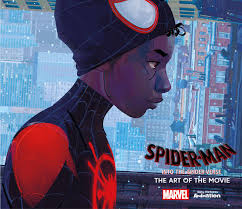 SPIDER-MAN
INTO THE SPIDER-VERSE
THE ART OF THE MOVIE
MARVEL